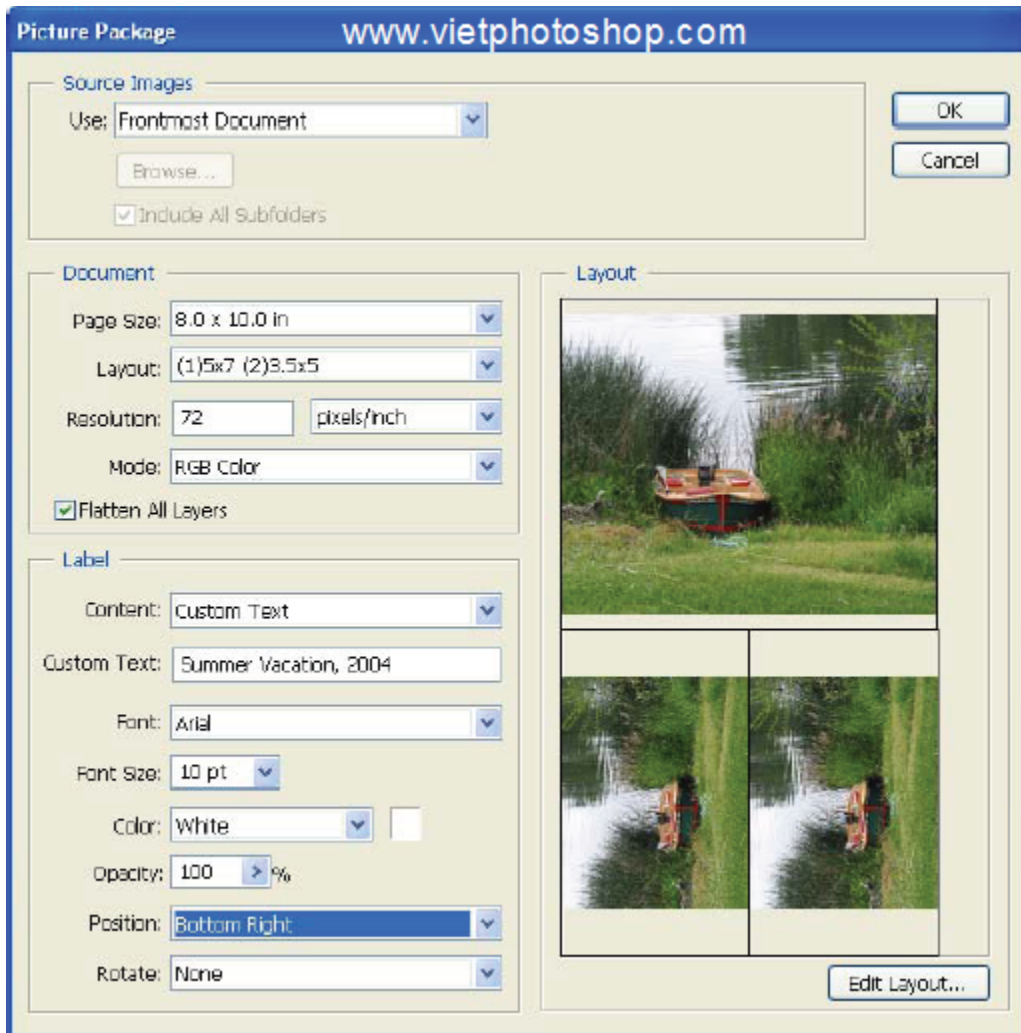 Picture Package
www.vietphotoshop.com
Source Images
Use: Frontmost Document
Browse...
Include All Subfolders
OK
Cancel
Document
Page Size: 8.0 x 10.0 in
Layout: (1)5x7 (2)3.5x5
Resolution: 72 pixels/inch
Mode: RGB Color
Flatten All Layers
Label
Content: Custom Text
Custom Text: Summer Vacation, 2004
Font: Arial
Font Size: 10 pt
Color: White
Opacity: 100 %
Position: Bottom Right
Rotate: None
Layout
Edit Layout...